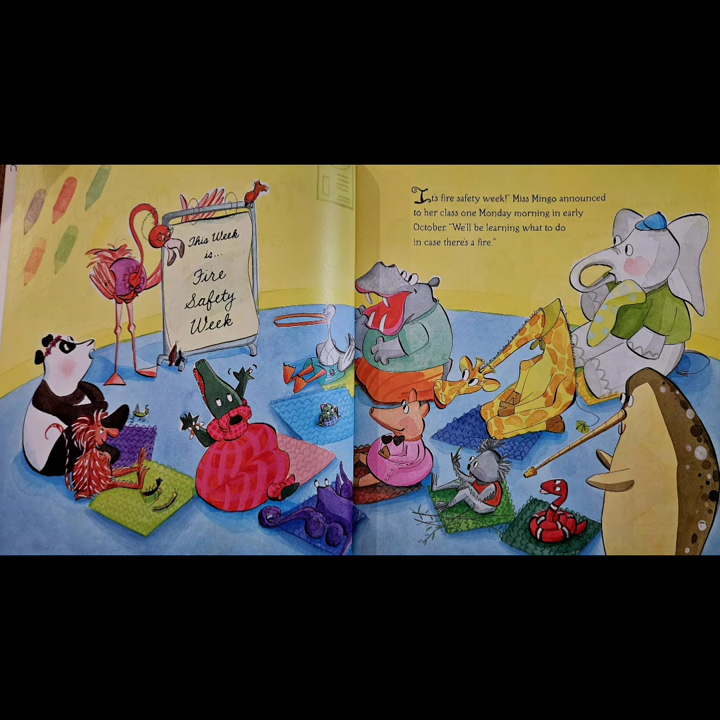 This Week
is...
Fire
Safety
Week
It's fire safety week!" Miss Mingo announced
to her class one Monday morning in early
October. "We'll be learning what to do
in case there's a fire."